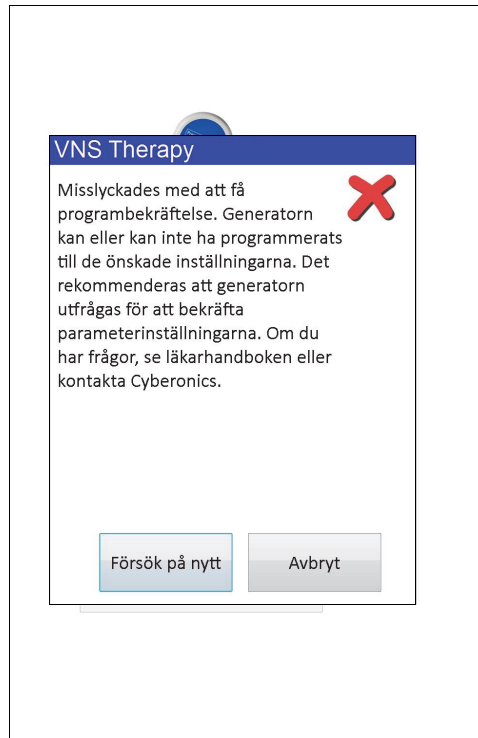 VNS Therapy
Misslyckades med att få
programbekräftelse. Generatorn
kan eller kan inte ha programmerats
till de önskade inställningarna. Det
rekommenderas att generatorn
utfrågas för att bekräfta
parameterinställningarna. Om du
har frågor, se läkarhandboken eller
kontakta Cyberonics.
Försök på nytt
Avbryt